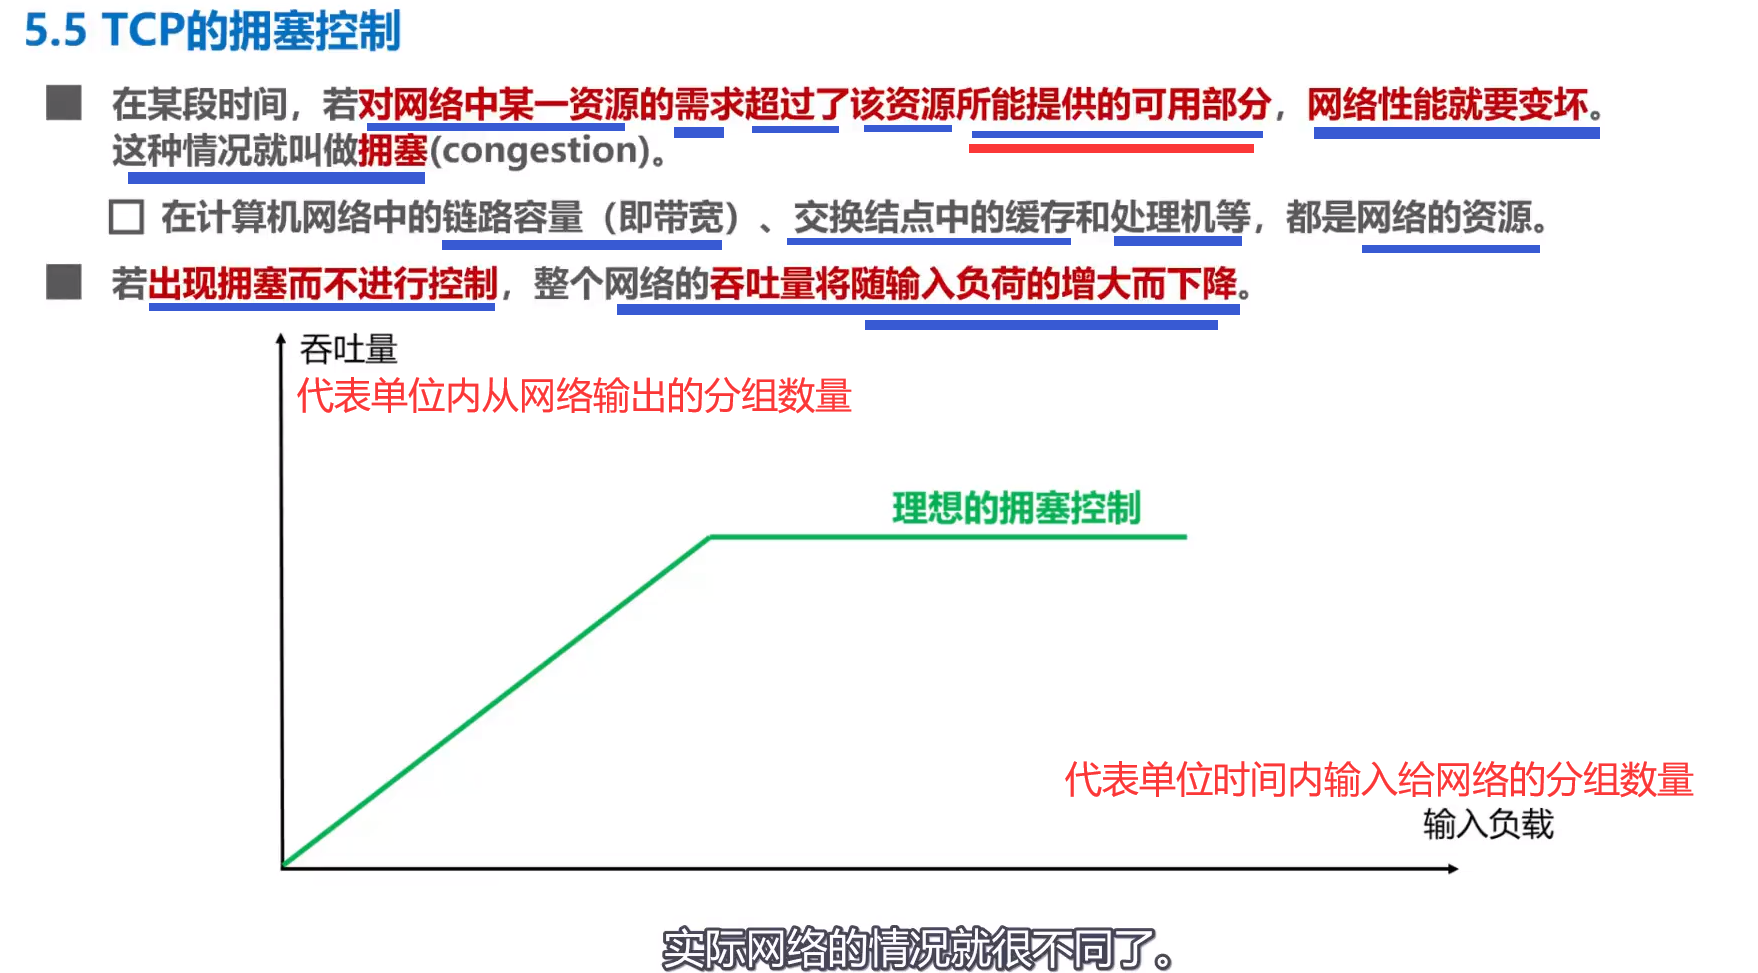 5.5 TCP的拥塞控制
在某段时间，若对网络中某一资源的需求超过了该资源所能提供的可用部分，网络性能就要变坏。
这种情况就叫做拥塞(congestion)。
在计算机网络中的链路容量（即带宽）、交换结点中的缓存和处理机等，都是网络的资源。
若出现拥塞而不进行控制，整个网络的吞吐量将随输入负荷的增大而下降。
吞吐量
代表单位内从网络输出的分组数量
理想的拥塞控制
代表单位时间内输入给网络的分组数量
输入负载
实际网络的情况就很不同了。